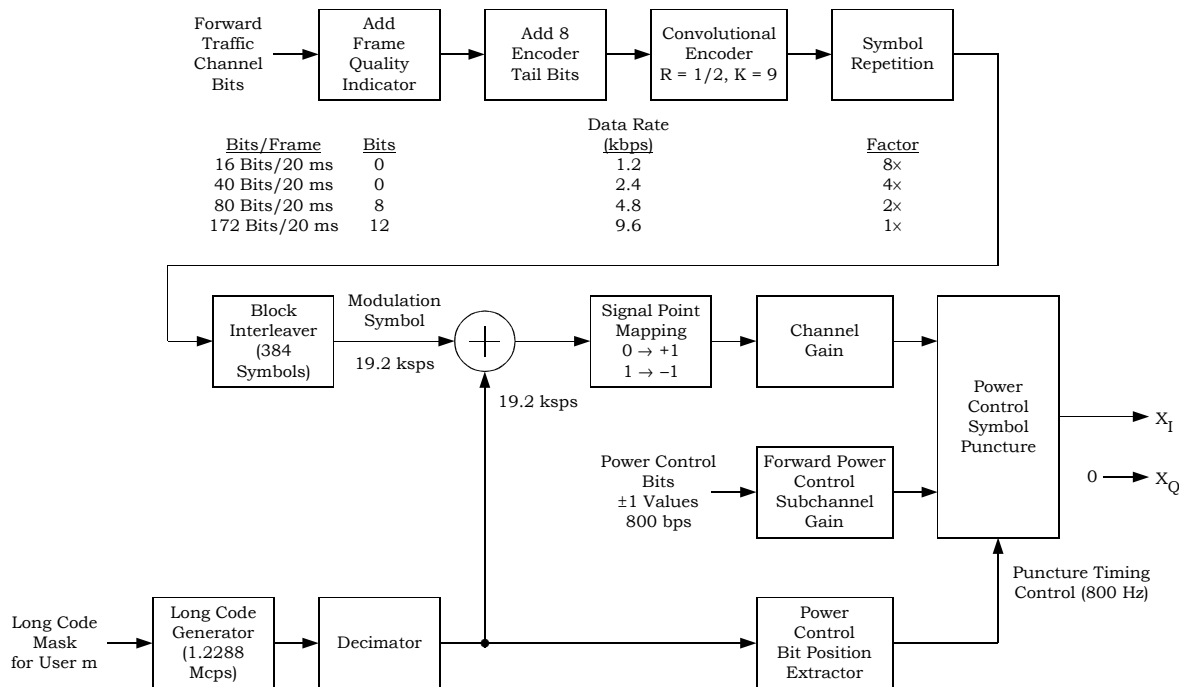 Forward
Traffic
Channel
Bits
Add
Frame
Quality
Indicator
Add 8
Encoder
Tail Bits
Convolutional
Encoder
R = 1/2, K = 9
Symbol
Repetition
Data Rate
Bits/Frame Bits (kbps) Factor
16 Bits/20 ms 0 1.2 8×
40 Bits/20 ms 0 2.4 4×
80 Bits/20 ms 8 4.8 2×
172 Bits/20 ms 12 9.6 1×
Block
Interleaver
(384
Symbols)
Modulation
Symbol
19.2 ksps
19.2 ksps
Signal Point
Mapping
0 → +1
1 → −1
Channel
Gain
Power
Control
Symbol
Puncture
X_I
0
X_Q
Power Control
Bits
±1 Values
800 bps
Forward Power
Control
Subchannel
Gain
Puncture Timing
Control (800 Hz)
Long Code
Mask
for User m
Long Code
Generator
(1.2288
Mcps)
Decimator
Power
Control
Bit Position
Extractor